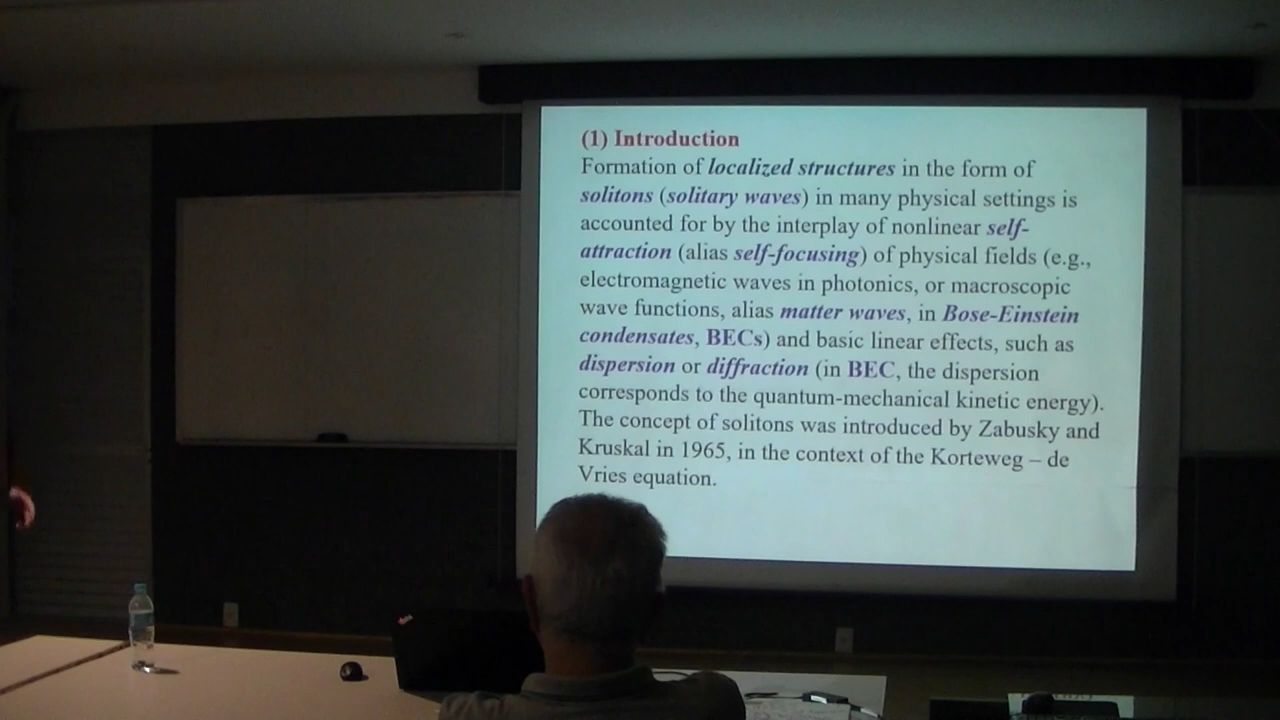 (1) Introduction
Formation of localized structures in the form of
solitons (solitary waves) in many physical settings is
accounted for by the interplay of nonlinear self-
attraction (alias self-focusing) of physical fields (e.g.,
electromagnetic waves in photonics, or macroscopic
wave functions, alias matter waves, in Bose-Einstein
condensates, BECs) and basic linear effects, such as
dispersion or diffraction (in BEC, the dispersion
corresponds to the quantum-mechanical kinetic energy).
The concept of solitons was introduced by Zabusky and
Kruskal in 1965, in the context of the Korteweg – de
Vries equation.